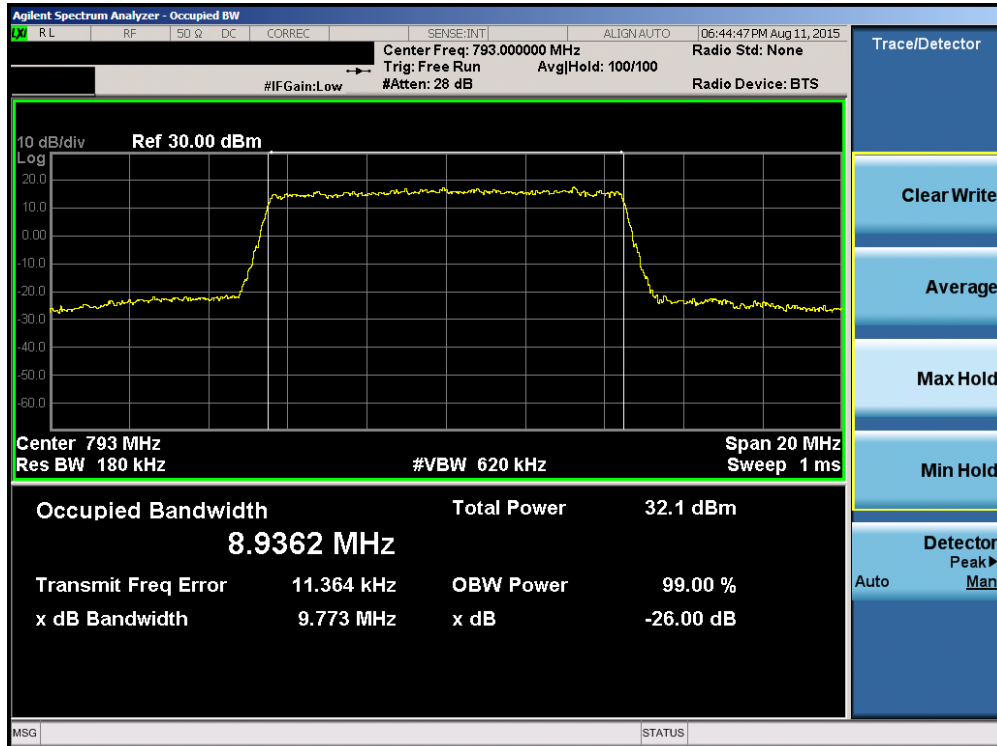 Agilent Spectrum Analyzer - Occupied BW
LXI RL RF 50 Ω DC CORREC SENSE:INT ALIGN AUTO 06:44:47 PM Aug 11, 2015
Center Freq: 793.000000 MHz Radio Std: None
Trig: Free Run Avg|Hold: 100/100
#IFGain:Low #Atten: 28 dB Radio Device: BTS
Trace/Detector
10 dB/div Ref 30.00 dBm
Log
20.0
10.0
0.00
-10.0
-20.0
-30.0
-40.0
-50.0
-60.0
Center 793 MHz Span 20 MHz
Res BW 180 kHz #VBW 620 kHz Sweep 1 ms
Occupied Bandwidth Total Power 32.1 dBm
8.9362 MHz
Transmit Freq Error 11.364 kHz OBW Power 99.00 %
x dB Bandwidth 9.773 MHz x dB -26.00 dB
Clear Write
Average
Max Hold
Min Hold
Detector
Peak▶
Auto Man
MSG STATUS